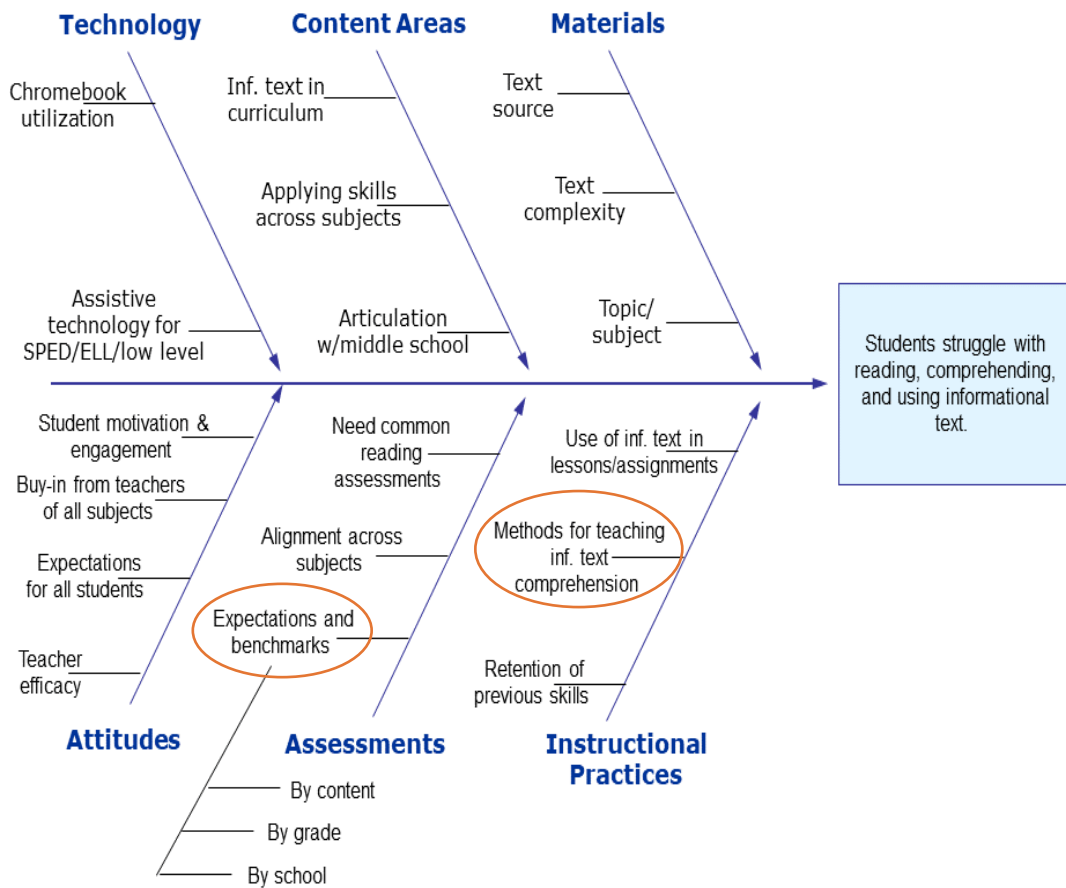 Technology
Content Areas
Materials
Chromebook
utilization
Inf. text in
curriculum
Text
source
Applying skills
across subjects
Text
complexity
Assistive
technology for
SPED/ELL/low level
Articulation
w/middle school
Topic/
subject
Students struggle with
reading, comprehending,
and using informational
text.
Student motivation &
engagement
Buy-in from teachers
of all subjects
Expectations
for all students
Teacher
efficacy
Attitudes
Need common
reading
assessments
Alignment across
subjects
Expectations and
benchmarks
By content
By grade
By school
Assessments
Use of inf. text in
lessons/assignments
Methods for teaching
inf. text
comprehension
Retention of
previous skills
Instructional
Practices